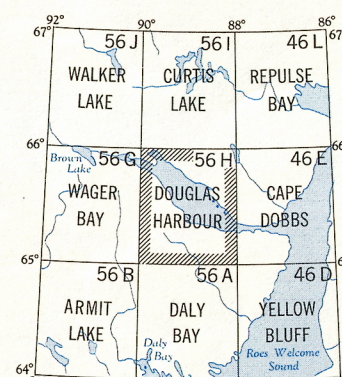 92° 90° 88° 86°
67° 67°
56 J 56 I 46 L
WALKER LAKE
CURTIS LAKE
REPULSE BAY
66° 66°
Brown Lake
56 G 56 H 46 E
WAGER BAY
DOUGLAS HARBOUR
CAPE DOBBS
65°
56 B 56 A 46 D
ARMIT LAKE
DALY BAY
YELLOW BLUFF
Daly Bay
Roes Welcome Sound
64°